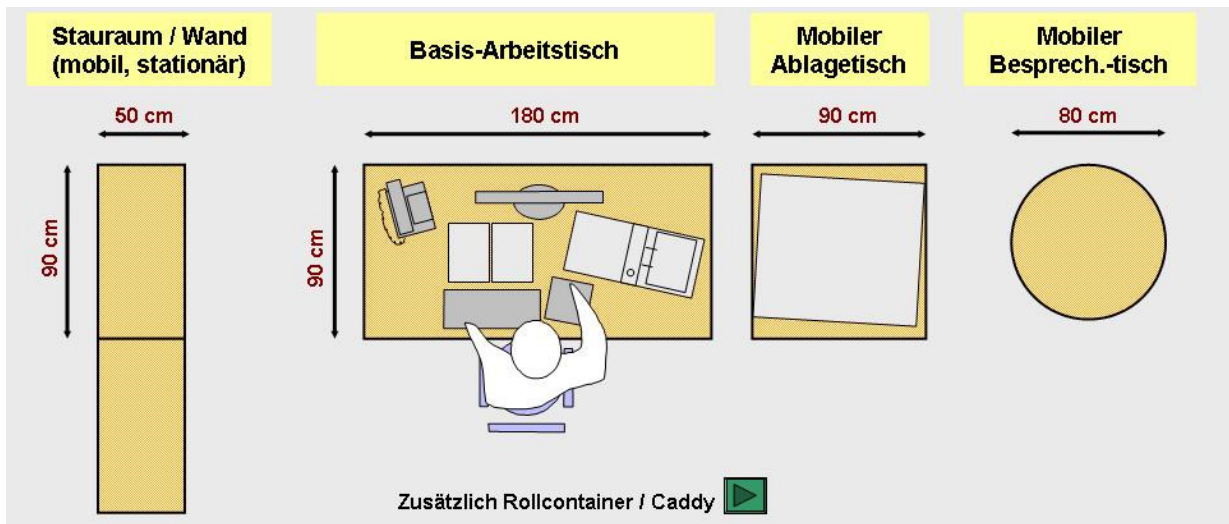 Stauraum / Wand
(mobil, stationär)
Basis-Arbeitstisch
Mobiler
Ablagetisch
Mobiler
Besprech.-tisch
50 cm
180 cm
90 cm
80 cm
90 cm
90 cm
Zusätzlich Rollcontainer / Caddy